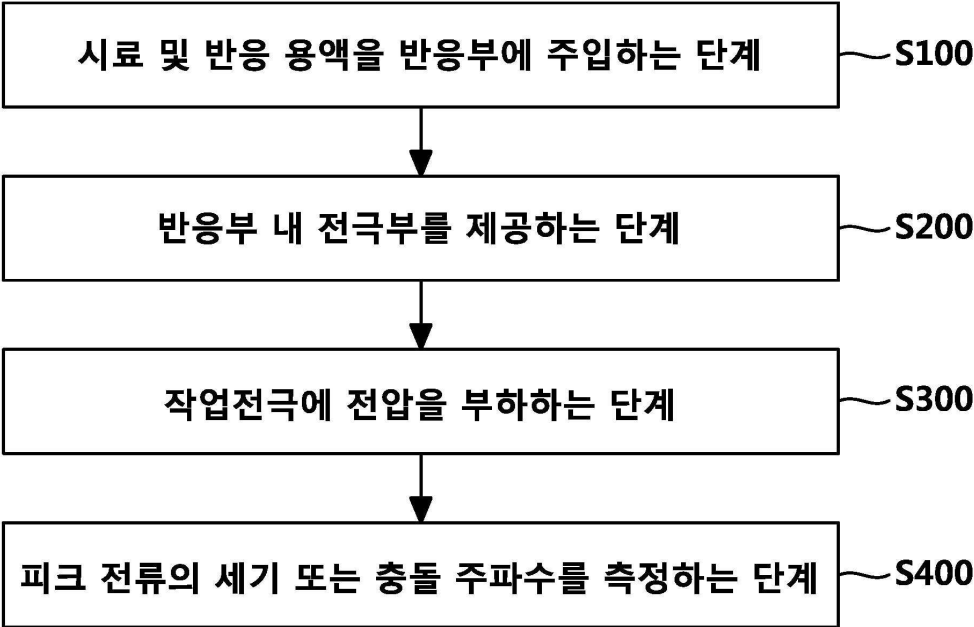 시료 및 반응 용액을 반응부에 주입하는 단계 S100
반응부 내 전극부를 제공하는 단계 S200
작업전극에 전압을 부하하는 단계 S300
피크 전류의 세기 또는 충돌 주파수를 측정하는 단계 S400